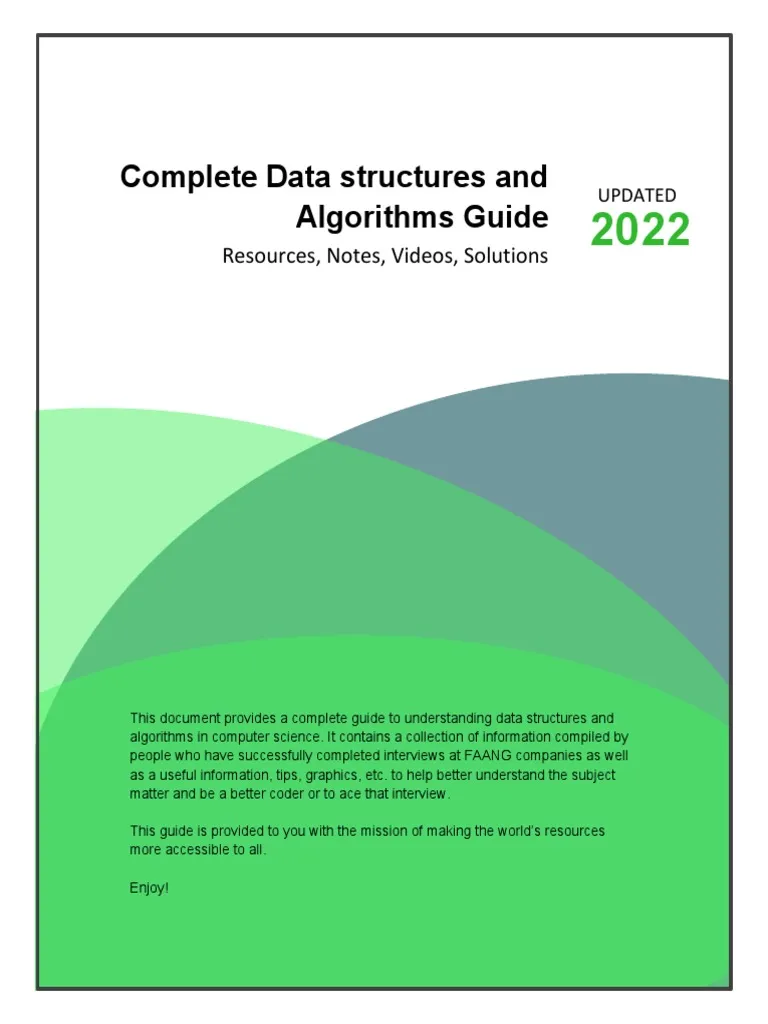 Complete Data structures and
Algorithms Guide
Resources, Notes, Videos, Solutions
UPDATED
2022
This document provides a complete guide to understanding data structures and
algorithms in computer science. It contains a collection of information compiled by
people who have successfully completed interviews at FAANG companies as well
as a useful information, tips, graphics, etc. to help better understand the subject
matter and be a better coder or to ace that interview.
This guide is provided to you with the mission of making the world's resources
more accessible to all.
Enjoy!